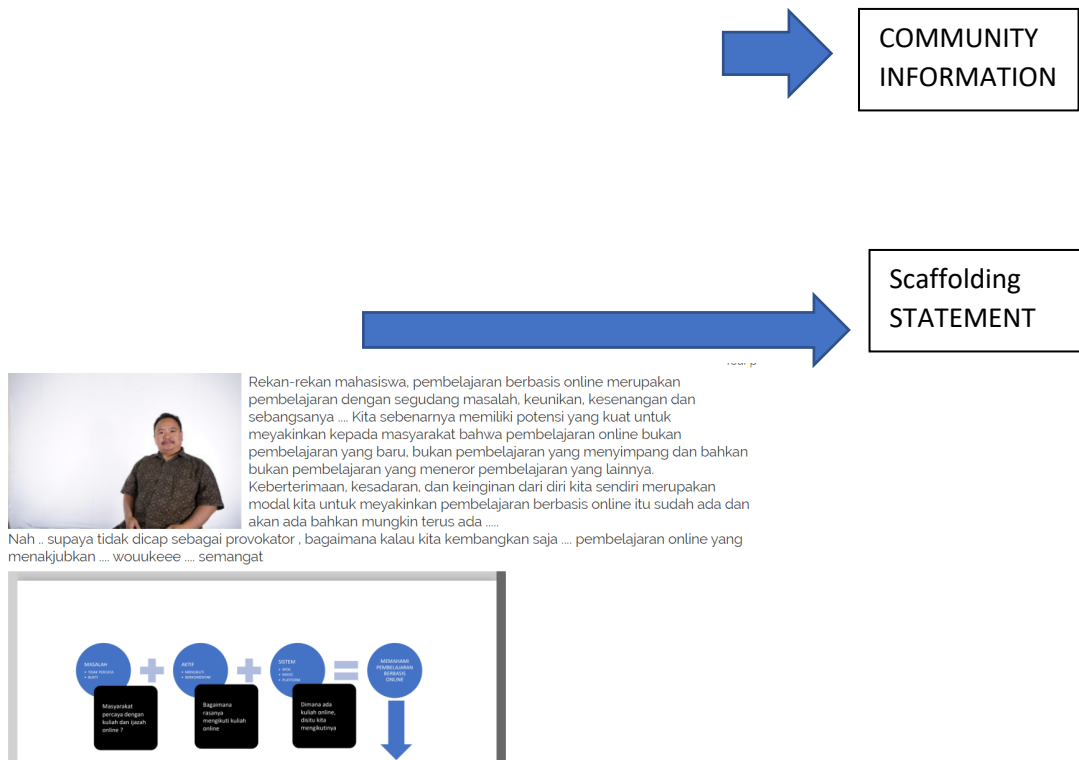 COMMUNITY
INFORMATION
Scaffolding
STATEMENT
Rekan-rekan mahasiswa, pembelajaran berbasis online merupakan
pembelajaran dengan segudang masalah, keunikan, kesenangan dan
sebangsanya .... Kita sebenarnya memiliki potensi yang kuat untuk
meyakinkan kepada masyarakat bahwa pembelajaran online bukan
pembelajaran yang baru, bukan pembelajaran yang menyimpang dan bahkan
bukan pembelajaran yang meneror pembelajaran yang lainnya.
Keberterimaan, kesadaran, dan keinginan dari diri kita sendiri merupakan
modal kita untuk meyakinkan pembelajaran berbasis online itu sudah ada dan
akan ada bahkan mungkin terus ada .....
Nah .. supaya tidak dicap sebagai provokator , bagaimana kalau kita kembangkan saja .... pembelajaran online yang
menakjubkan .... wouukeee .... semangat
MASALAH
• TIDAK PERCAYA
• BUKTI
Masyarakat
percaya dengan
kuliah dan ijazah
online ?
AKTIF
• MENGIKUTI
Bagaimana
rasanya
mengikuti kuliah
online
SISTEM
• PLATFORM
Dimana ada
kuliah online,
disitu kita
mengikutinya
MEMAHAMI
PEMBELAJARAN
BERBASIS
ONLINE